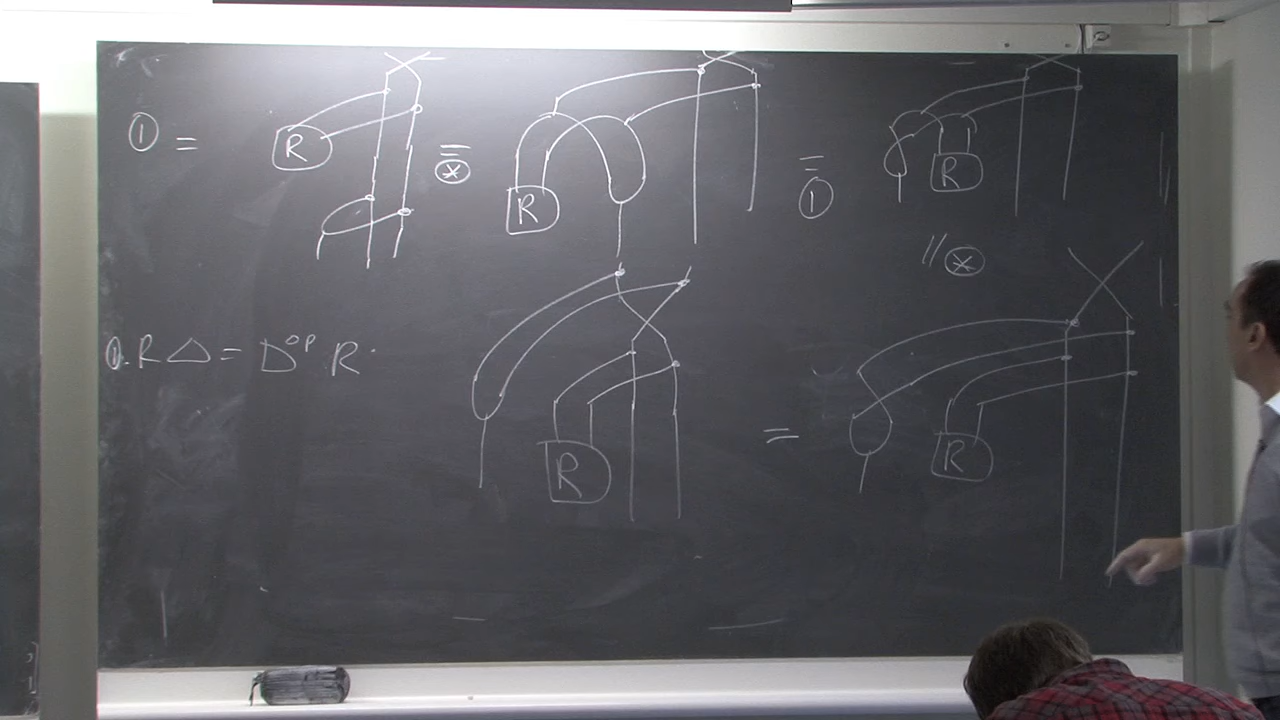 ① = R = ⊛ R = ① R
// ⊛
①. R Δ = Δ^op R
R = R